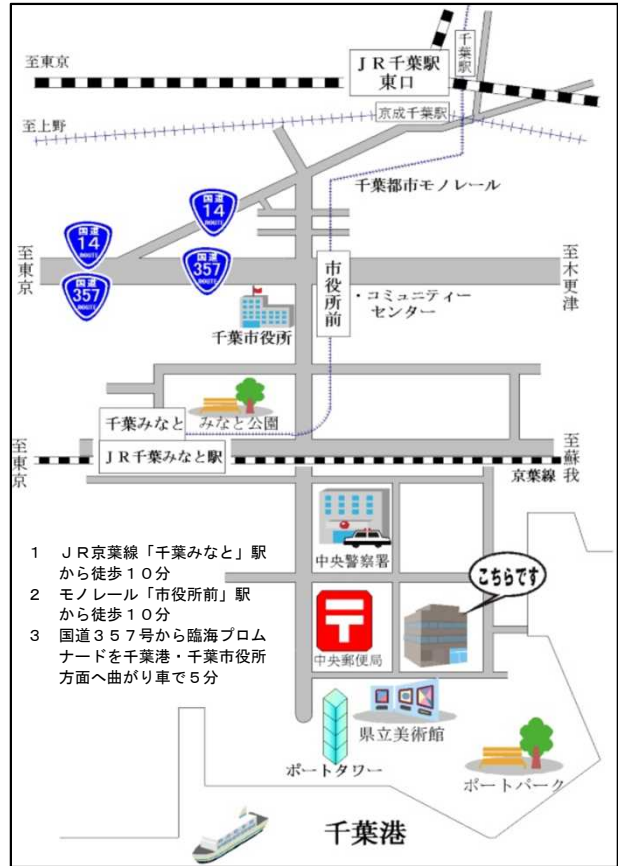 至東京
ＪＲ千葉駅
東口
千葉駅
京成千葉駅
至上野
千葉都市モノレール
国道
14
ROUTE
国道
14
ROUTE
国道
357
ROUTE
国道
357
ROUTE
至東京
至木更津
市役所前
・コミュニティー
センター
千葉市役所
千葉みなと
みなと公園
至東京
ＪＲ千葉みなと駅
至蘇我
京葉線
中央警察署
こちらです
1 ＪＲ京葉線「千葉みなと」駅
から徒歩１０分
2 モノレール「市役所前」駅
から徒歩１０分
3 国道３５７号から臨海プロム
ナードを千葉港・千葉市役所
方面へ曲がり車で５分
中央郵便局
県立美術館
ポートタワー
ポートパーク
千葉港